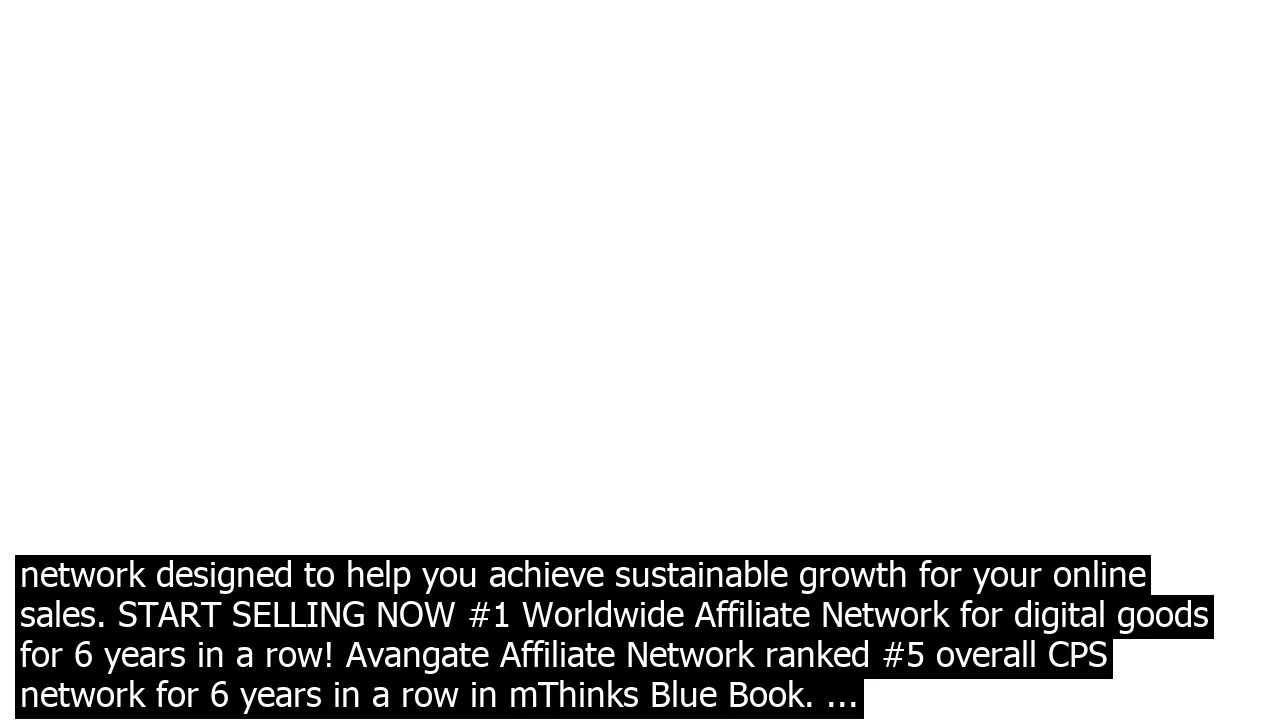 network designed to help you achieve sustainable growth for your online
sales. START SELLING NOW #1 Worldwide Affiliate Network for digital goods
for 6 years in a row! Avangate Affiliate Network ranked #5 overall CPS
network for 6 years in a row in mThinks Blue Book. ...